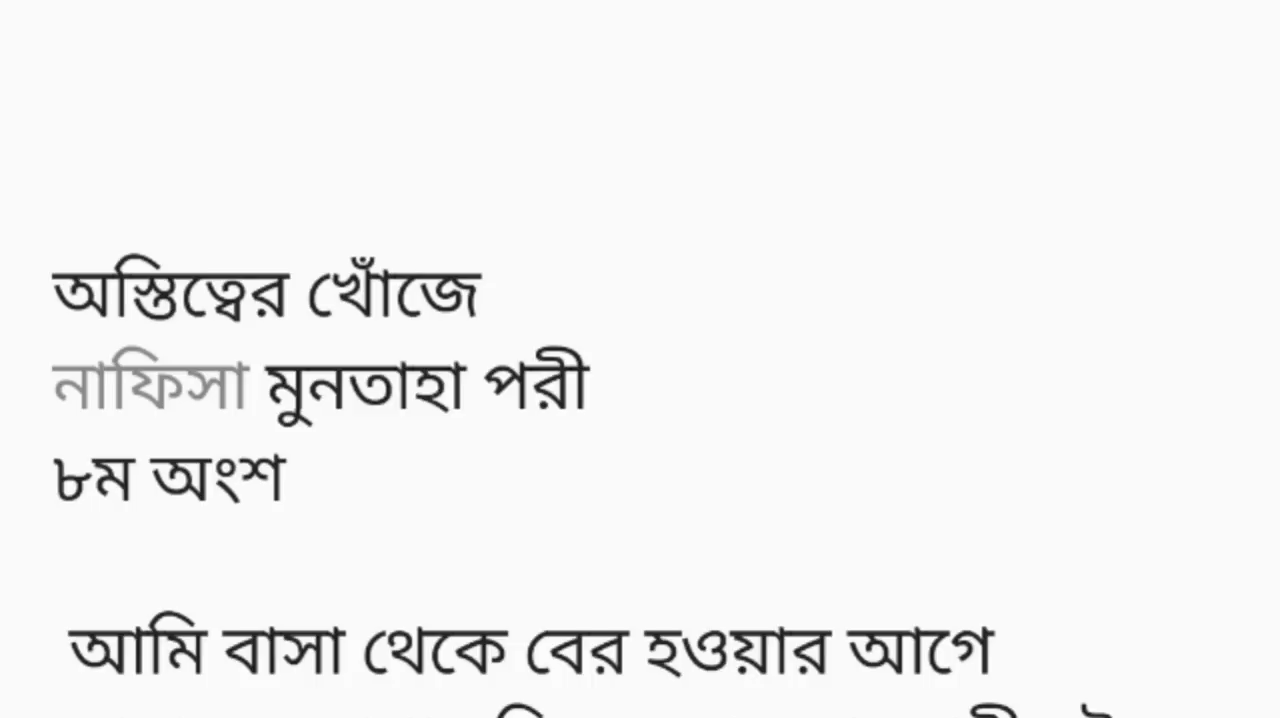 অস্তিত্বের খোঁজে
নাফিসা মুনতাহা পরী
৮ম অংশ
আমি বাসা থেকে বের হওয়ার আগে